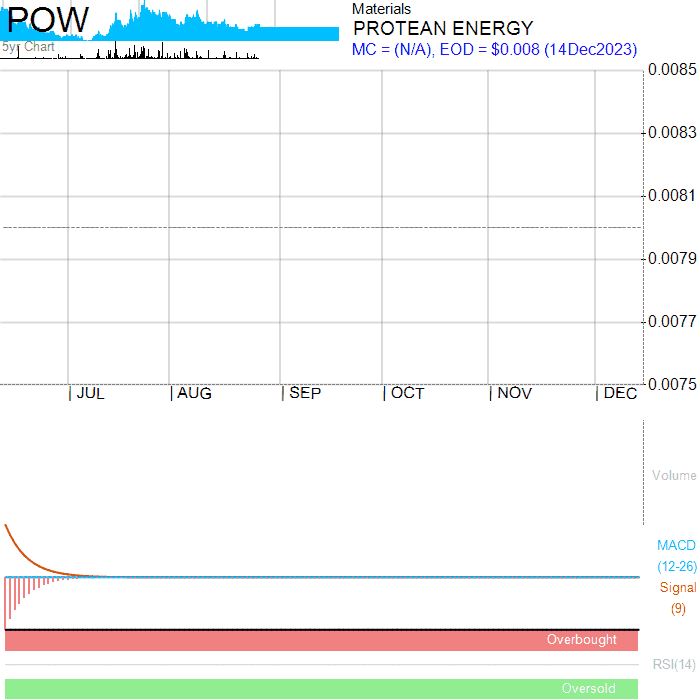 POW
5yr Chart
Materials
PROTEAN ENERGY
MC = (N/A), EOD = $0.008 (14Dec2023)
0.0085
0.0083
0.0081
0.0079
0.0077
0.0075
JUL AUG SEP OCT NOV DEC
Volume
MACD
(12-26)
Signal
(9)
Overbought
RSI(14)
Oversold